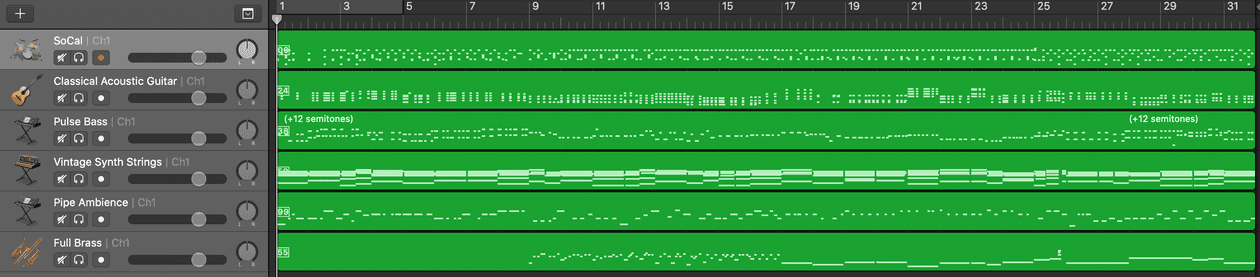 1 3 5 7 9 11 13 15 17 19 21 23 25 27 29 31
SoCal | Ch1
09
L R
Classical Acoustic Guitar | Ch1
24
L R
Pulse Bass | Ch1
(+12 semitones) (+12 semitones)
38
L R
Vintage Synth Strings | Ch1
L R
Pipe Ambience | Ch1
99
L R
Full Brass | Ch1
55
L R